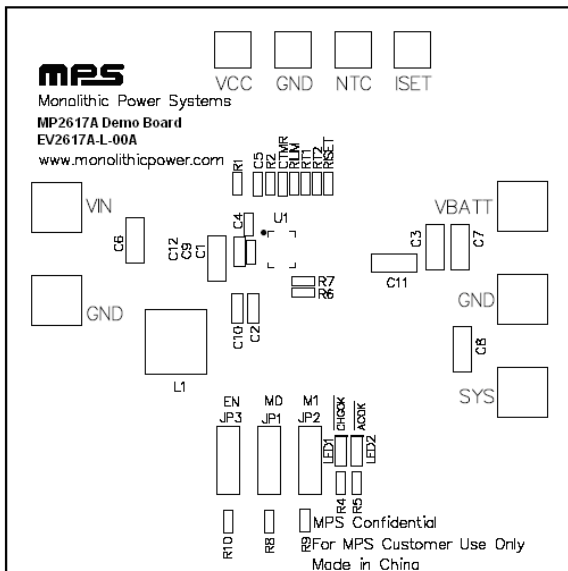 VCC GND NTC ISET
MPS
Monolithic Power Systems
MP2617A Demo Board
EV2617A-L-00A
www.monolithicpower.com
R1 C5 R2 CTMR RILM RT1 RT2 RISET
VIN
VBATT
C6
C12
C9
C1
C4
U1
C3
C7
C11
R7
R6
GND
GND
C10
C2
L1
C8
SYS
EN MD M1
JP3 JP1 JP2
CHGOK
ACOK
LED1
LED2
R4
R5
R10
R8
R9
MPS Confidential
For MPS Customer Use Only
Made in China